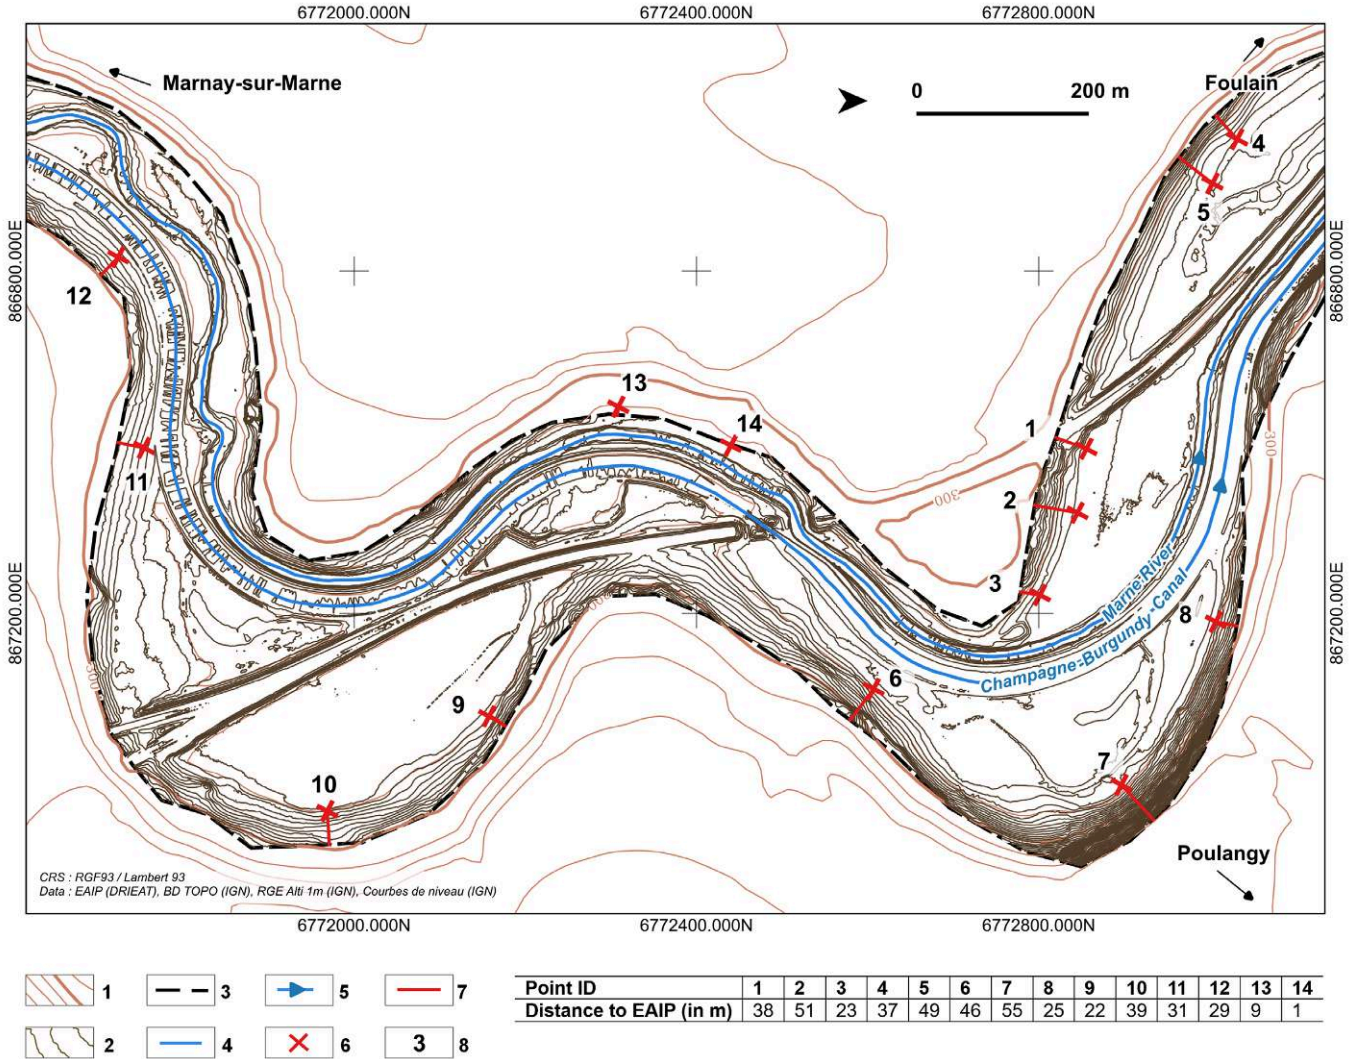 6772000.000N 6772400.000N 6772800.000N
Marnay-sur-Marne
0 200 m
Foulain
4
5
866800.000E 866800.000E
12
13
14
1
300
11
300
2
3
867200.000E 867200.000E
Marne-River
Champagne-Burgundy-Canal
8
6
9
7
10
Poulangy
CRS : RGF93 / Lambert 93
Data : EAIP (DRIEAT), BD TOPO (IGN), RGE Alti 1m (IGN), Courbes de niveau (IGN)
6772000.000N 6772400.000N 6772800.000N
1 3 5 7
2 4 6 3 8
Point ID 1 2 3 4 5 6 7 8 9 10 11 12 13 14
Distance to EAIP (in m) 38 51 23 37 49 46 55 25 22 39 31 29 9 1